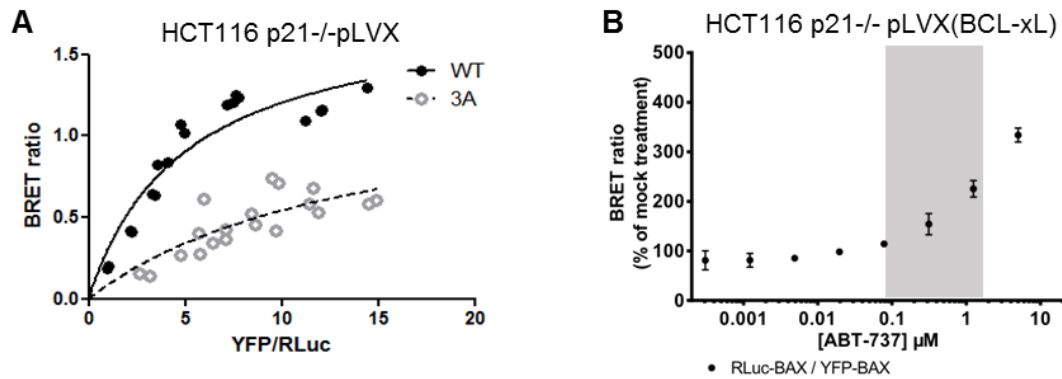 A
HCT116 p21-/-pLVX
BRET ratio
1.5
1.0
0.5
0.0
0 5 10 15 20
YFP/RLuc
WT
3A
B
HCT116 p21-/- pLVX(BCL-xL)
BRET ratio
(% of mock treatment)
500
400
300
200
100
0
0.001 0.01 0.1 1 10
[ABT-737] µM
RLuc-BAX / YFP-BAX